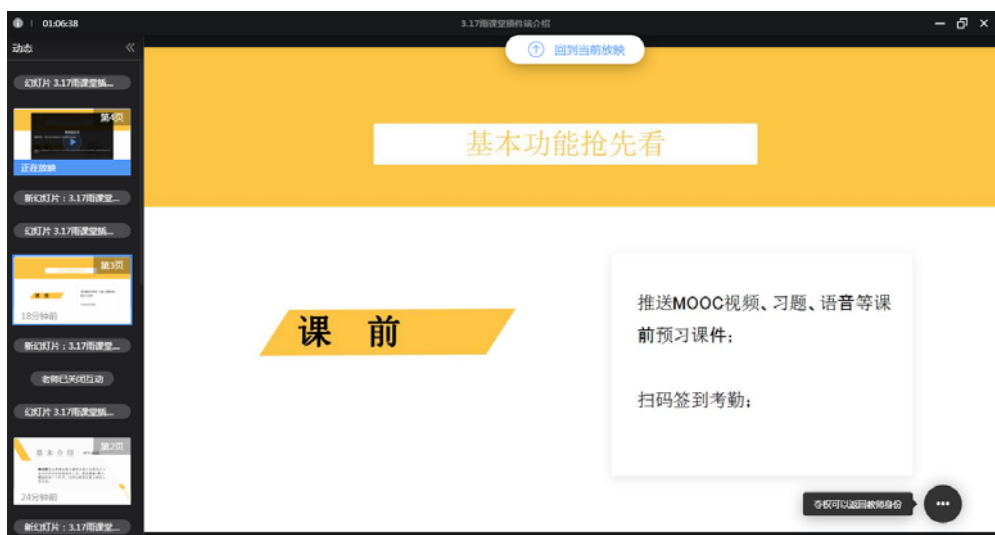 01:06:38
3.17雨课堂插件端介绍
动态
回到当前放映
幻灯片 3.17雨课堂插...
第4页
正在放映
新幻灯片：3.17雨课堂...
幻灯片 3.17雨课堂插...
第3页
18分钟前
新幻灯片：3.17雨课堂...
老师已关闭互动
幻灯片 3.17雨课堂插...
第2页
基本介绍
24分钟前
新幻灯片：3.17雨课堂...
基本功能抢先看
课 前
推送MOOC视频、习题、语音等课
前预习课件；
扫码签到考勤；
夺权可以返回教师身份